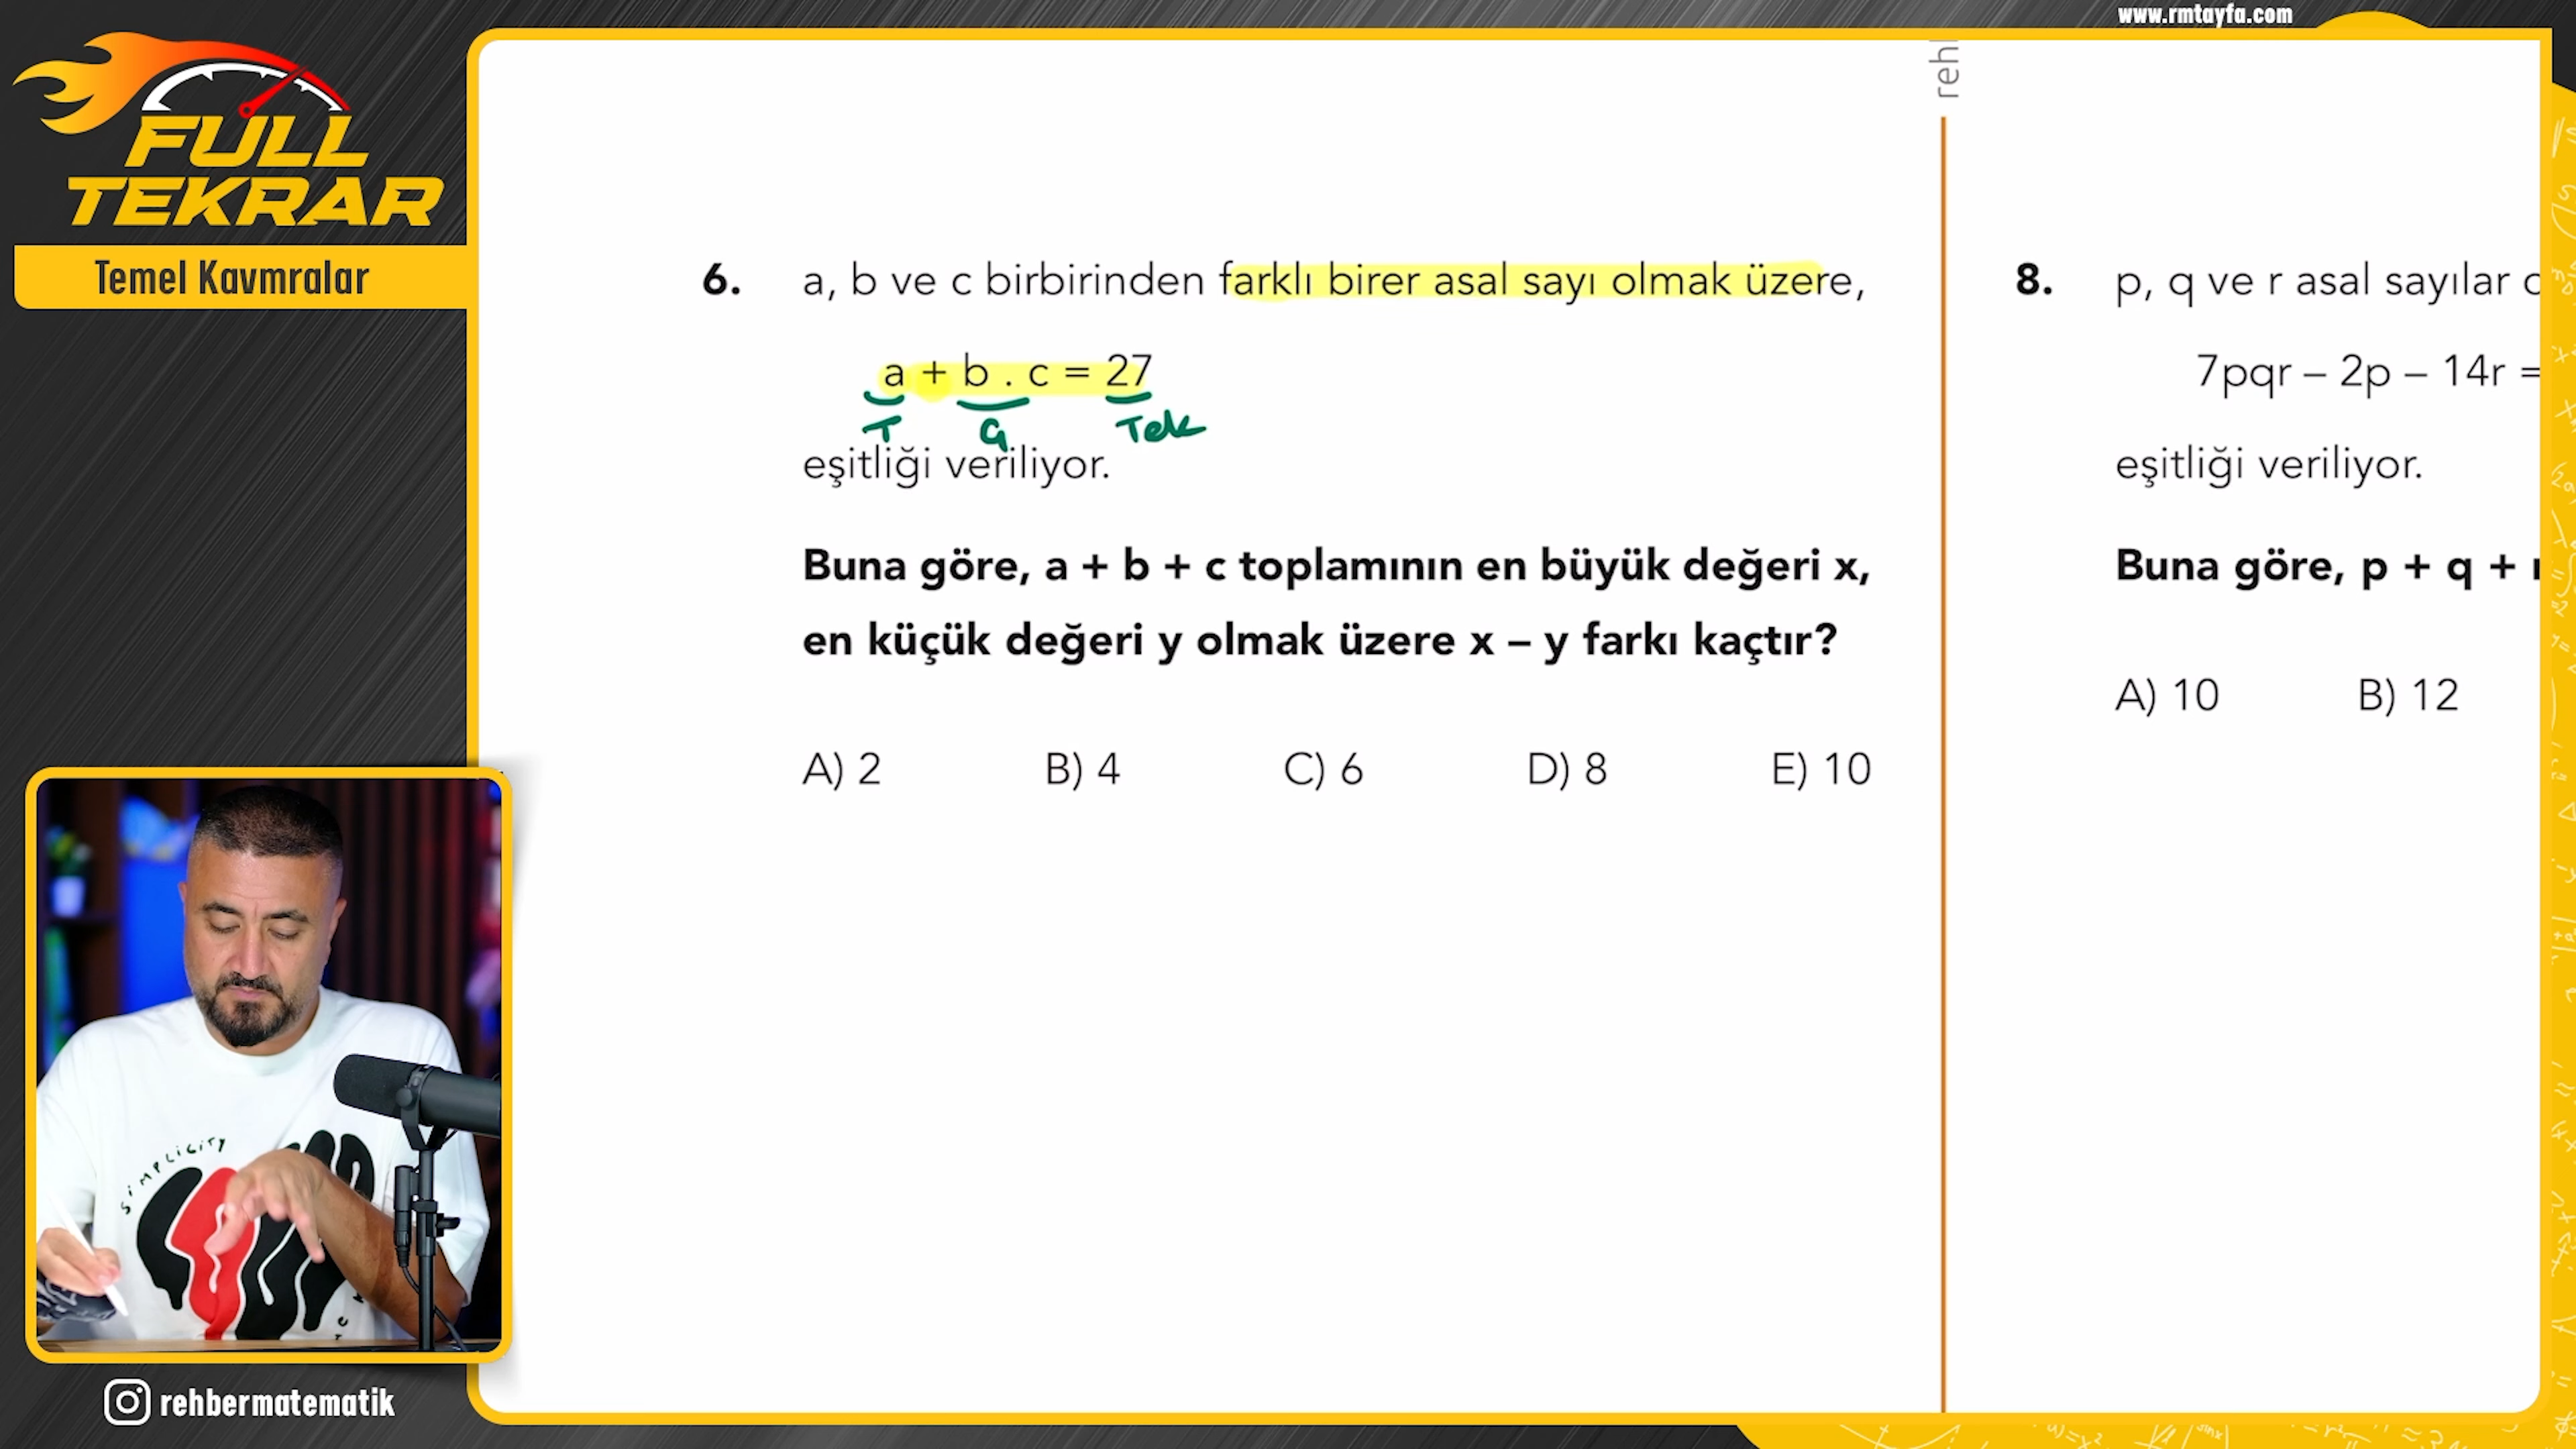 www.rmtayfa.com
FULL
TEKRAR
Temel Kavmralar
reh
6. a, b ve c birbirinden farklı birer asal sayı olmak üzere,
a + b . c = 27
T Ç Tek
eşitliği veriliyor.
Buna göre, a + b + c toplamının en büyük değeri x,
en küçük değeri y olmak üzere x – y farkı kaçtır?
A) 2 B) 4 C) 6 D) 8 E) 10
8. p, q ve r asal sayılar
7pqr – 2p – 14r =
eşitliği veriliyor.
Buna göre, p + q +
A) 10 B) 12
SIMPLICITY
rehbermatematik